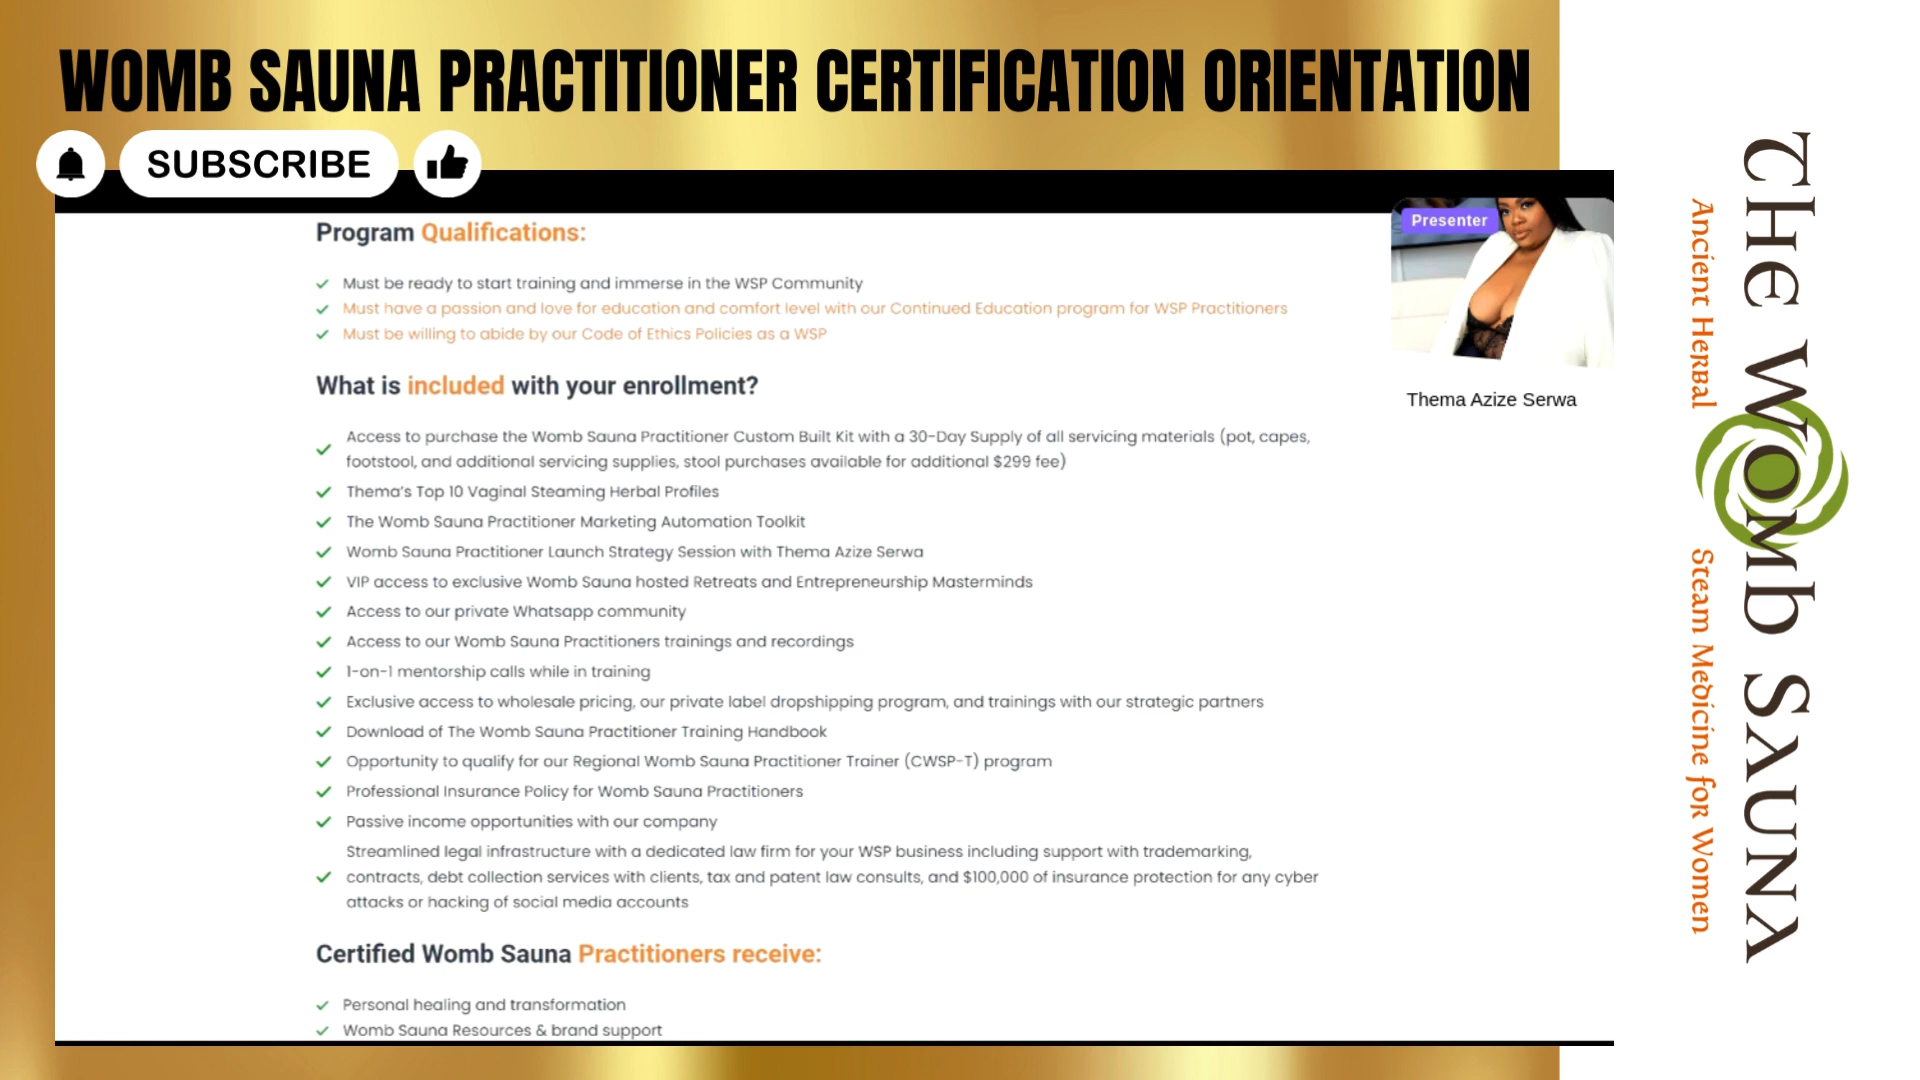 WOMB SAUNA PRACTITIONER CERTIFICATION ORIENTATION
SUBSCRIBE
Presenter
Thema Azize Serwa
Program Qualifications:
Must be ready to start training and immerse in the WSP Community
Must have a passion and love for education and comfort level with our Continued Education program for WSP Practitioners
Must be willing to abide by our Code of Ethics Policies as a WSP
What is included with your enrollment?
Access to purchase the Womb Sauna Practitioner Custom Built Kit with a 30-Day Supply of all servicing materials (pot, capes,
footstool, and additional servicing supplies, stool purchases available for additional $299 fee)
Thema's Top 10 Vaginal Steaming Herbal Profiles
The Womb Sauna Practitioner Marketing Automation Toolkit
Womb Sauna Practitioner Launch Strategy Session with Thema Azize Serwa
VIP access to exclusive Womb Sauna hosted Retreats and Entrepreneurship Masterminds
Access to our private Whatsapp community
Access to our Womb Sauna Practitioners trainings and recordings
1-on-1 mentorship calls while in training
Exclusive access to wholesale pricing, our private label dropshipping program, and trainings with our strategic partners
Download of The Womb Sauna Practitioner Training Handbook
Opportunity to qualify for our Regional Womb Sauna Practitioner Trainer (CWSP-T) program
Professional Insurance Policy for Womb Sauna Practitioners
Passive income opportunities with our company
Streamlined legal infrastructure with a dedicated law firm for your WSP business including support with trademarking,
contracts, debt collection services with clients, tax and patent law consults, and $100,000 of insurance protection for any cyber
attacks or hacking of social media accounts
Certified Womb Sauna Practitioners receive:
Personal healing and transformation
Womb Sauna Resources & brand support
The Womb Sauna
Ancient Herbal Steam Medicine for Women